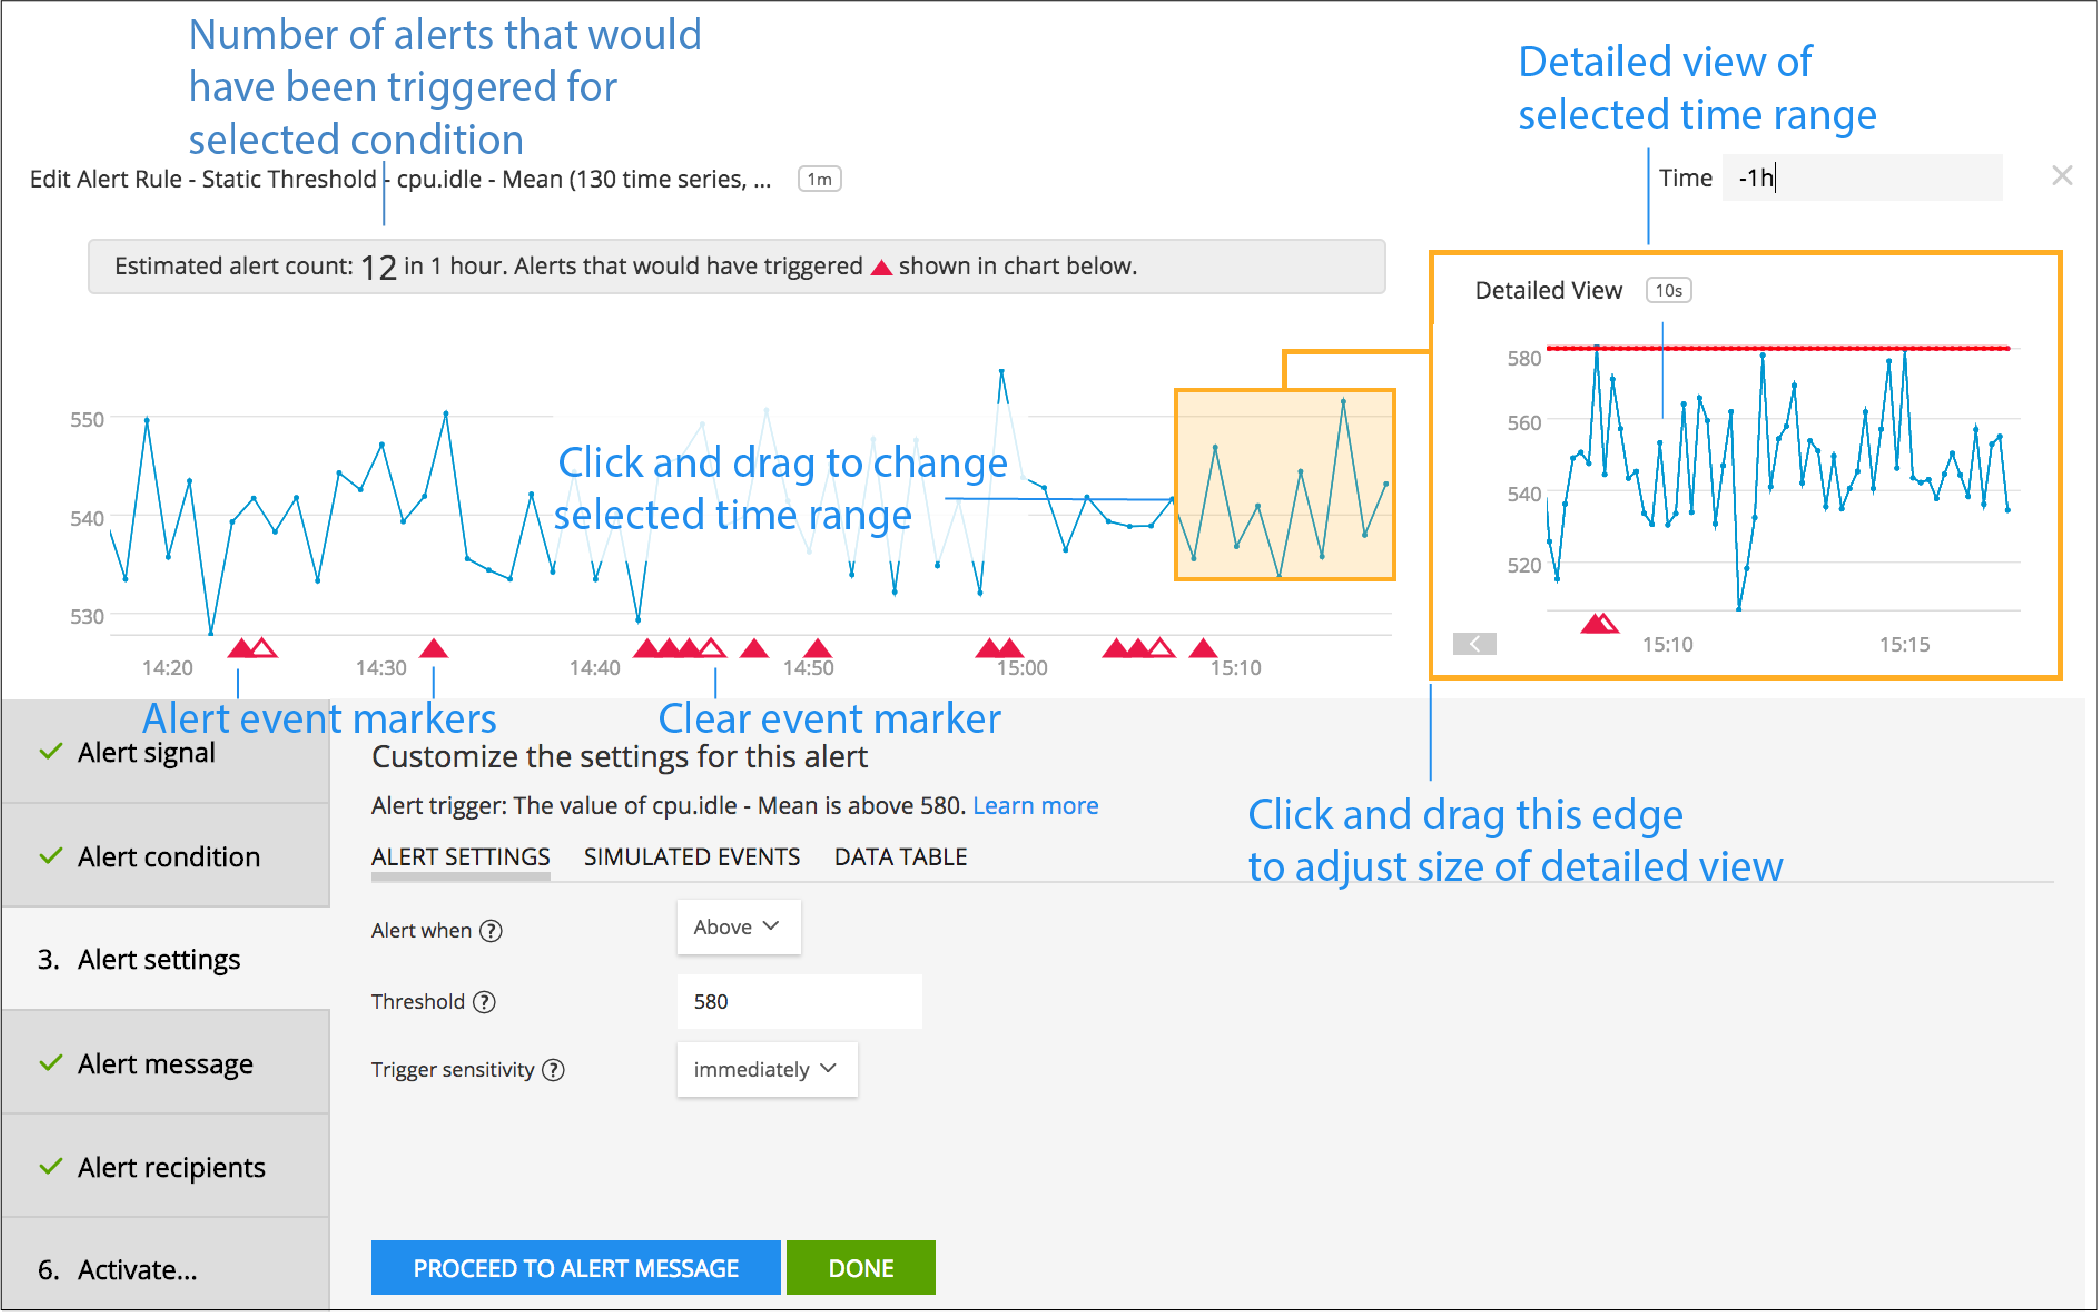 Number of alerts that would
have been triggered for
selected condition
Detailed view of
selected time range
Edit Alert Rule - Static Threshold - cpu.idle - Mean (130 time series, ...
1m
Time
-1h
Estimated alert count: 12 in 1 hour. Alerts that would have triggered shown in chart below.
Detailed View
10s
550
540
530
Click and drag to change
selected time range
14:20
14:30
14:40
14:50
15:00
15:10
580
560
540
520
15:10
15:15
Alert event markers
Clear event marker
Click and drag this edge
to adjust size of detailed view
Alert signal
Alert condition
3. Alert settings
Alert message
Alert recipients
6. Activate...
Customize the settings for this alert
Alert trigger: The value of cpu.idle - Mean is above 580. Learn more
ALERT SETTINGS
SIMULATED EVENTS
DATA TABLE
Alert when ?
Above
Threshold ?
580
Trigger sensitivity ?
immediately
PROCEED TO ALERT MESSAGE
DONE